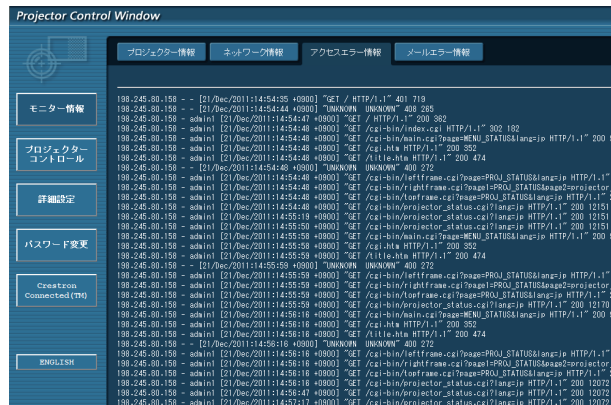 Projector Control Window
プロジェクター情報 ネットワーク情報 アクセスエラー情報 メールエラー情報
モニター情報
プロジェクター
コントロール
詳細設定
パスワード変更
Crestron
Connected(TM)
ENGLISH
198.245.80.158 - - [21/Dec/2011:14:54:35 +0900] "GET / HTTP/1.1" 401 719
198.245.80.158 - - [21/Dec/2011:14:54:44 +0900] "UNKNOWN UNKNOWN" 408 265
198.245.80.158 - admin1 [21/Dec/2011:14:54:47 +0900] "GET / HTTP/1.1" 200 362
198.245.80.158 - admin1 [21/Dec/2011:14:54:48 +0900] "GET /cgi-bin/index.cgi HTTP/1.1" 302 182
198.245.80.158 - admin1 [21/Dec/2011:14:54:48 +0900] "GET /cgi-bin/main.cgi?page=MENU_STATUS&lang=jp HTTP/1.1" 200
198.245.80.158 - admin1 [21/Dec/2011:14:54:48 +0900] "GET /cgi.htm HTTP/1.1" 200 352
198.245.80.158 - admin1 [21/Dec/2011:14:54:48 +0900] "GET /title.htm HTTP/1.1" 200 474
198.245.80.158 - - [21/Dec/2011:14:54:48 +0900] "UNKNOWN UNKNOWN" 400 272
198.245.80.158 - admin1 [21/Dec/2011:14:54:48 +0900] "GET /cgi-bin/leftframe.cgi?page=PROJ_STATUS&lang=jp HTTP/1.1"
198.245.80.158 - admin1 [21/Dec/2011:14:54:48 +0900] "GET /cgi-bin/rightframe.cgi?page1=PROJ_STATUS&page2=projector
198.245.80.158 - admin1 [21/Dec/2011:14:54:48 +0900] "GET /cgi-bin/topframe.cgi?page=PROJ_STATUS&lang=jp HTTP/1.1"
198.245.80.158 - admin1 [21/Dec/2011:14:54:48 +0900] "GET /cgi-bin/projector_status.cgi?lang=jp HTTP/1.1" 200 12151
198.245.80.158 - admin1 [21/Dec/2011:14:55:19 +0900] "GET /cgi-bin/projector_status.cgi?lang=jp HTTP/1.1" 200 12151
198.245.80.158 - admin1 [21/Dec/2011:14:55:50 +0900] "GET /cgi-bin/projector_status.cgi?lang=jp HTTP/1.1" 200 12151
198.245.80.158 - admin1 [21/Dec/2011:14:55:58 +0900] "GET /cgi-bin/main.cgi?page=MENU_STATUS&lang=jp HTTP/1.1" 200
198.245.80.158 - admin1 [21/Dec/2011:14:55:58 +0900] "GET /cgi.htm HTTP/1.1" 200 352
198.245.80.158 - admin1 [21/Dec/2011:14:55:58 +0900] "GET /title.htm HTTP/1.1" 200 474
198.245.80.158 - - [21/Dec/2011:14:55:59 +0900] "UNKNOWN UNKNOWN" 400 272
198.245.80.158 - admin1 [21/Dec/2011:14:55:59 +0900] "GET /cgi-bin/leftframe.cgi?page=PROJ_STATUS&lang=jp HTTP/1.1"
198.245.80.158 - admin1 [21/Dec/2011:14:55:59 +0900] "GET /cgi-bin/rightframe.cgi?page1=PROJ_STATUS&page2=projector
198.245.80.158 - admin1 [21/Dec/2011:14:55:59 +0900] "GET /cgi-bin/topframe.cgi?page=PROJ_STATUS&lang=jp HTTP/1.1"
198.245.80.158 - admin1 [21/Dec/2011:14:55:59 +0900] "GET /cgi-bin/projector_status.cgi?lang=jp HTTP/1.1" 200 12170
198.245.80.158 - admin1 [21/Dec/2011:14:56:16 +0900] "GET /cgi-bin/main.cgi?page=MENU_STATUS&lang=jp HTTP/1.1" 200
198.245.80.158 - admin1 [21/Dec/2011:14:56:16 +0900] "GET /cgi.htm HTTP/1.1" 200 352
198.245.80.158 - admin1 [21/Dec/2011:14:56:16 +0900] "GET /title.htm HTTP/1.1" 200 474
198.245.80.158 - - [21/Dec/2011:14:56:16 +0900] "UNKNOWN UNKNOWN" 400 272
198.245.80.158 - admin1 [21/Dec/2011:14:56:16 +0900] "GET /cgi-bin/leftframe.cgi?page=PROJ_STATUS&lang=jp HTTP/1.1"
198.245.80.158 - admin1 [21/Dec/2011:14:56:16 +0900] "GET /cgi-bin/rightframe.cgi?page1=PROJ_STATUS&page2=projector
198.245.80.158 - admin1 [21/Dec/2011:14:56:16 +0900] "GET /cgi-bin/topframe.cgi?page=PROJ_STATUS&lang=jp HTTP/1.1"
198.245.80.158 - admin1 [21/Dec/2011:14:56:16 +0900] "GET /cgi-bin/projector_status.cgi?lang=jp HTTP/1.1" 200 12072
198.245.80.158 - admin1 [21/Dec/2011:14:56:47 +0900] "GET /cgi-bin/projector_status.cgi?lang=jp HTTP/1.1" 200 12072
198.245.80.158 - admin1 [21/Dec/2011:14:57:17 +0900] "GET /cgi-bin/projector_status.cgi?lang=jp HTTP/1.1" 200 12072